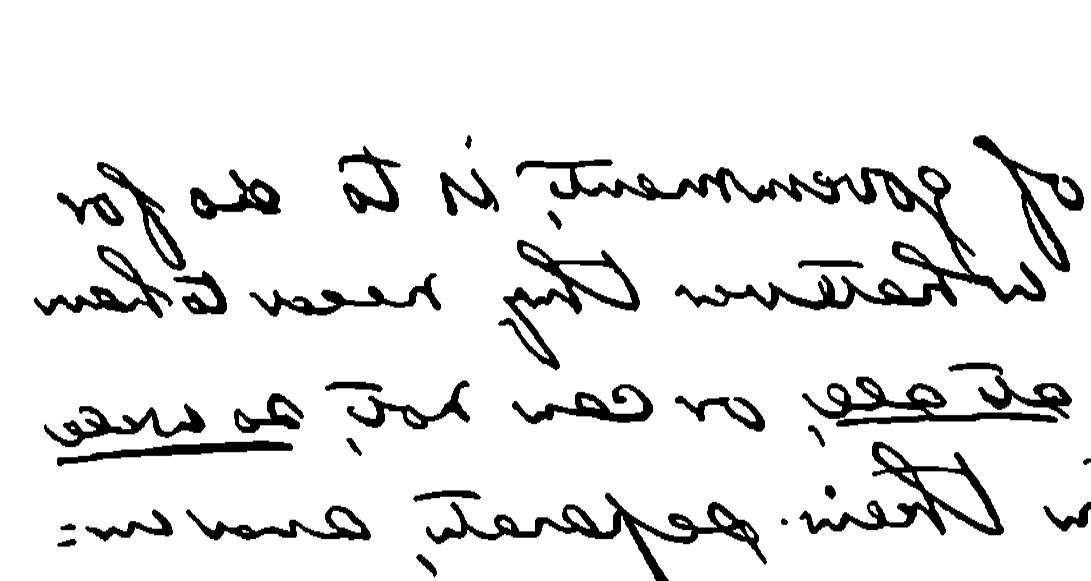 of government, is to do for
whatever they need to have
at all, or can not, so well
in their separate, and in=